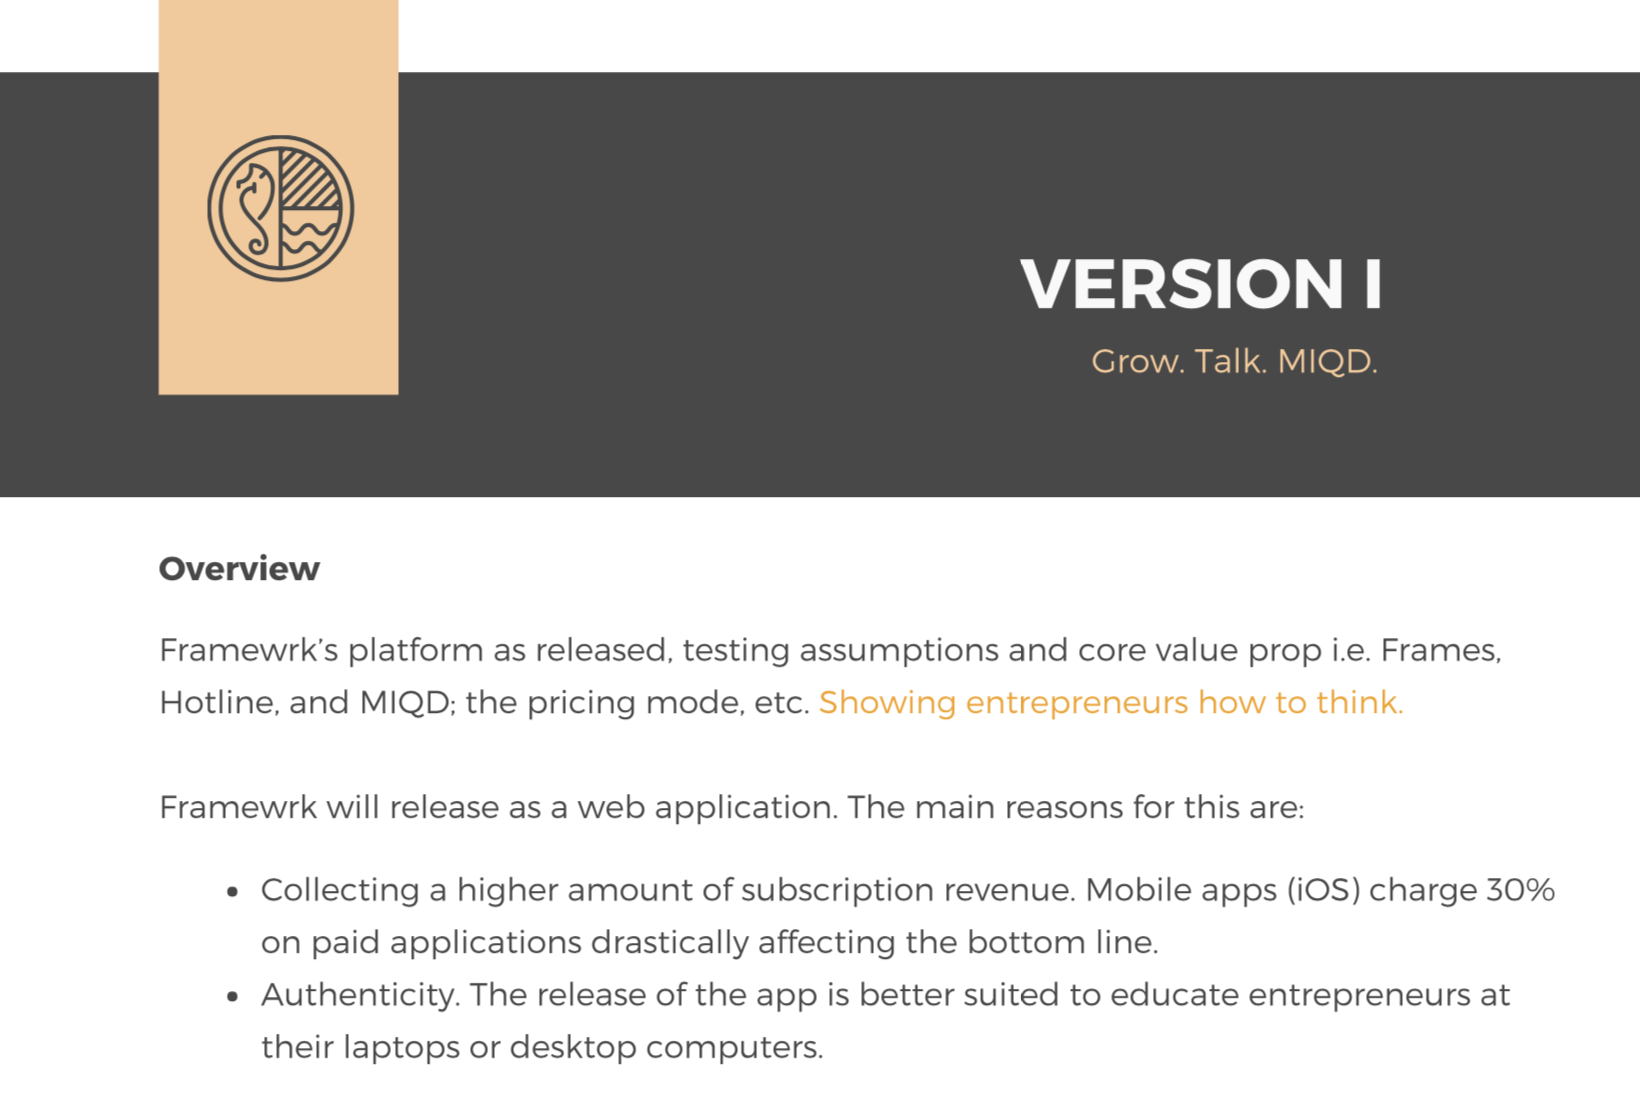 VERSION I
Grow. Talk. MIQD.
Overview
Framewrk’s platform as released, testing assumptions and core value prop i.e. Frames,
Hotline, and MIQD; the pricing mode, etc. Showing entrepreneurs how to think.
Framewrk will release as a web application. The main reasons for this are:
• Collecting a higher amount of subscription revenue. Mobile apps (iOS) charge 30%
on paid applications drastically affecting the bottom line.
• Authenticity. The release of the app is better suited to educate entrepreneurs at
their laptops or desktop computers.